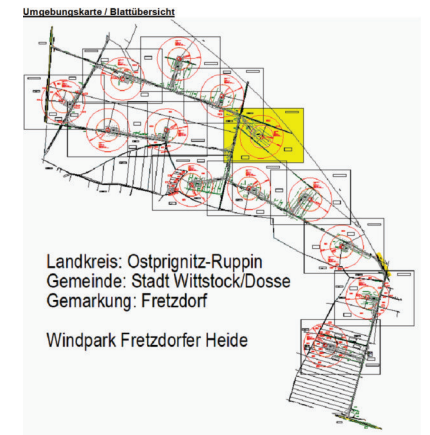 Umgebungskarte / Blattübersicht
Landkreis: Ostprignitz-Ruppin
Gemeinde: Stadt Wittstock/Dosse
Gemarkung: Fretzdorf
Windpark Fretzdorfer Heide